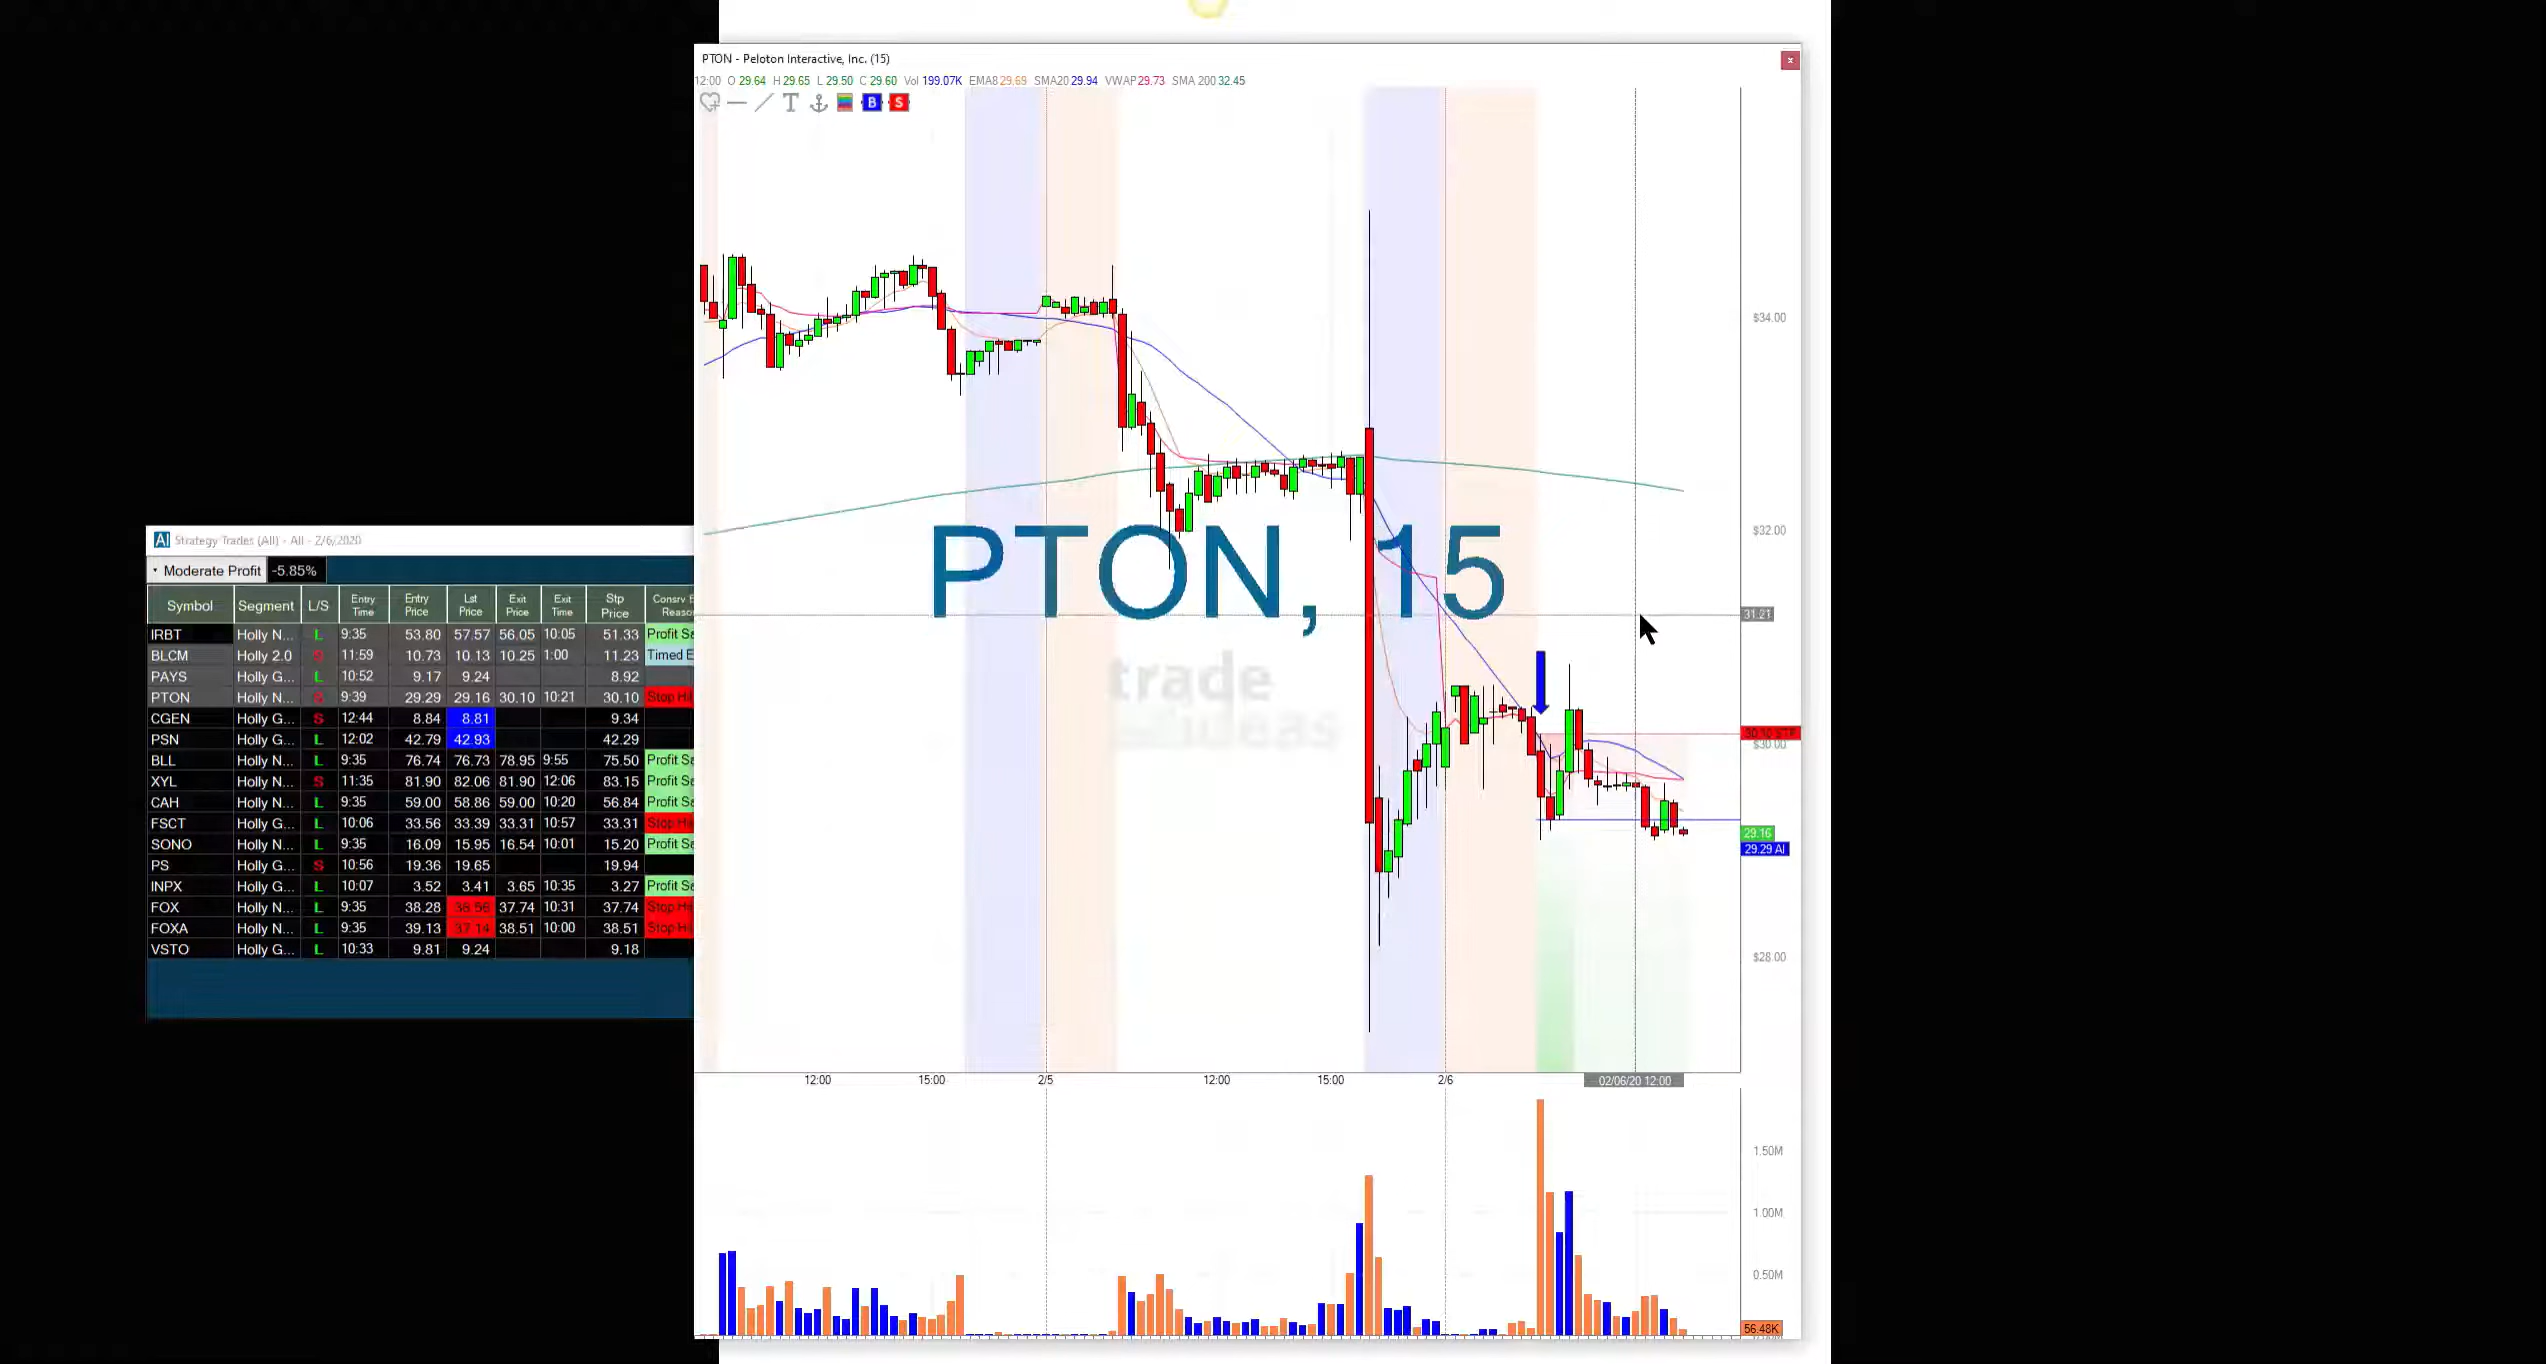 PTON - Peloton Interactive, Inc. (15)
12:00 O 29.64 H 29.65 L 29.50 C 29.60 Vol 199.07K EMA8 29.69 SMA20 29.94 VWAP 29.73 SMA 200 32.45
T B S
$34.00
$32.00
PTON, 15
31.21
trade
ideas
$30.00
29.16
29.29 AI
$28.00
12:00 15:00 2/5 12:00 15:00 2/6 02/06/20 12:00
1.50M
1.00M
0.50M
56.48K
AI Strategy Trades (All) - All - 2/6/2020
Moderate Profit -5.85%
Symbol Segment L/S Entry Time Entry Price Lst Price Exit Price Exit Time Stp Price Consrv
IRBT Holly N... L 9:35 53.80 57.57 56.05 10:05 51.33 Profit
BLCM Holly 2.0 S 11:59 10.73 10.13 10.25 1:00 11.23 Timed
PAYS Holly G... L 10:52 9.17 9.24 8.92
PTON Holly N... S 9:39 29.29 29.16 30.10 10:21 30.10 Stop
CGEN Holly G... S 12:44 8.84 8.81 9.34
PSN Holly G... L 12:02 42.79 42.93 42.29
BLL Holly N... L 9:35 76.74 76.73 78.95 9:55 75.50 Profit
XYL Holly N... S 11:35 81.90 82.06 81.90 12:06 83.15 Profit
CAH Holly N... L 9:35 59.00 58.86 59.00 10:20 56.84 Profit
FSCT Holly G... L 10:06 33.56 33.39 33.31 10:57 33.31 Stop
SONO Holly N... L 9:35 16.09 15.95 16.54 10:01 15.20 Profit
PS Holly G... S 10:56 19.36 19.65 19.94
INPX Holly G... L 10:07 3.52 3.41 3.65 10:35 3.27 Profit
FOX Holly N... L 9:35 38.28 37.74 10:31 37.74 Stop
FOXA Holly N... L 9:35 39.13 37.14 38.51 10:00 38.51 Stop
VSTO Holly G... L 10:33 9.81 9.24 9.18